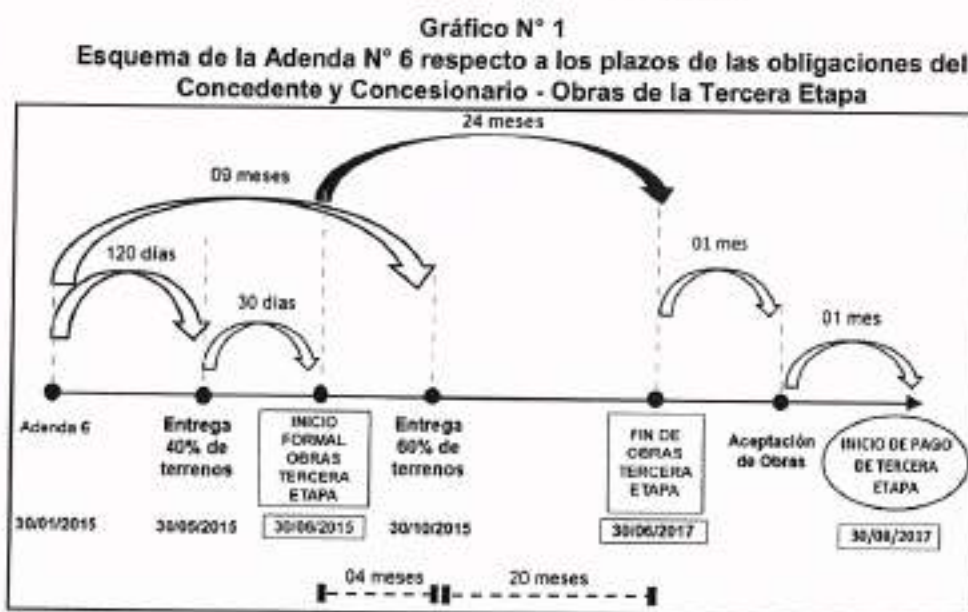 Gráfico N° 1
Esquema de la Adenda N° 6 respecto a los plazos de las obligaciones del
Concedente y Concesionario - Obras de la Tercera Etapa
24 meses
09 meses
120 días
30 días
01 mes
01 mes
Adenda 6
Entrega
40% de
terrenos
INICIO
FORMAL
OBRAS
TERCERA
ETAPA
Entrega
60% de
terrenos
FIN DE
OBRAS
TERCERA
ETAPA
Aceptación
de Obras
INICIO DE PAGO
DE TERCERA
ETAPA
30/01/2015
30/05/2015
30/06/2015
30/10/2015
30/06/2017
30/08/2017
04 meses
20 meses